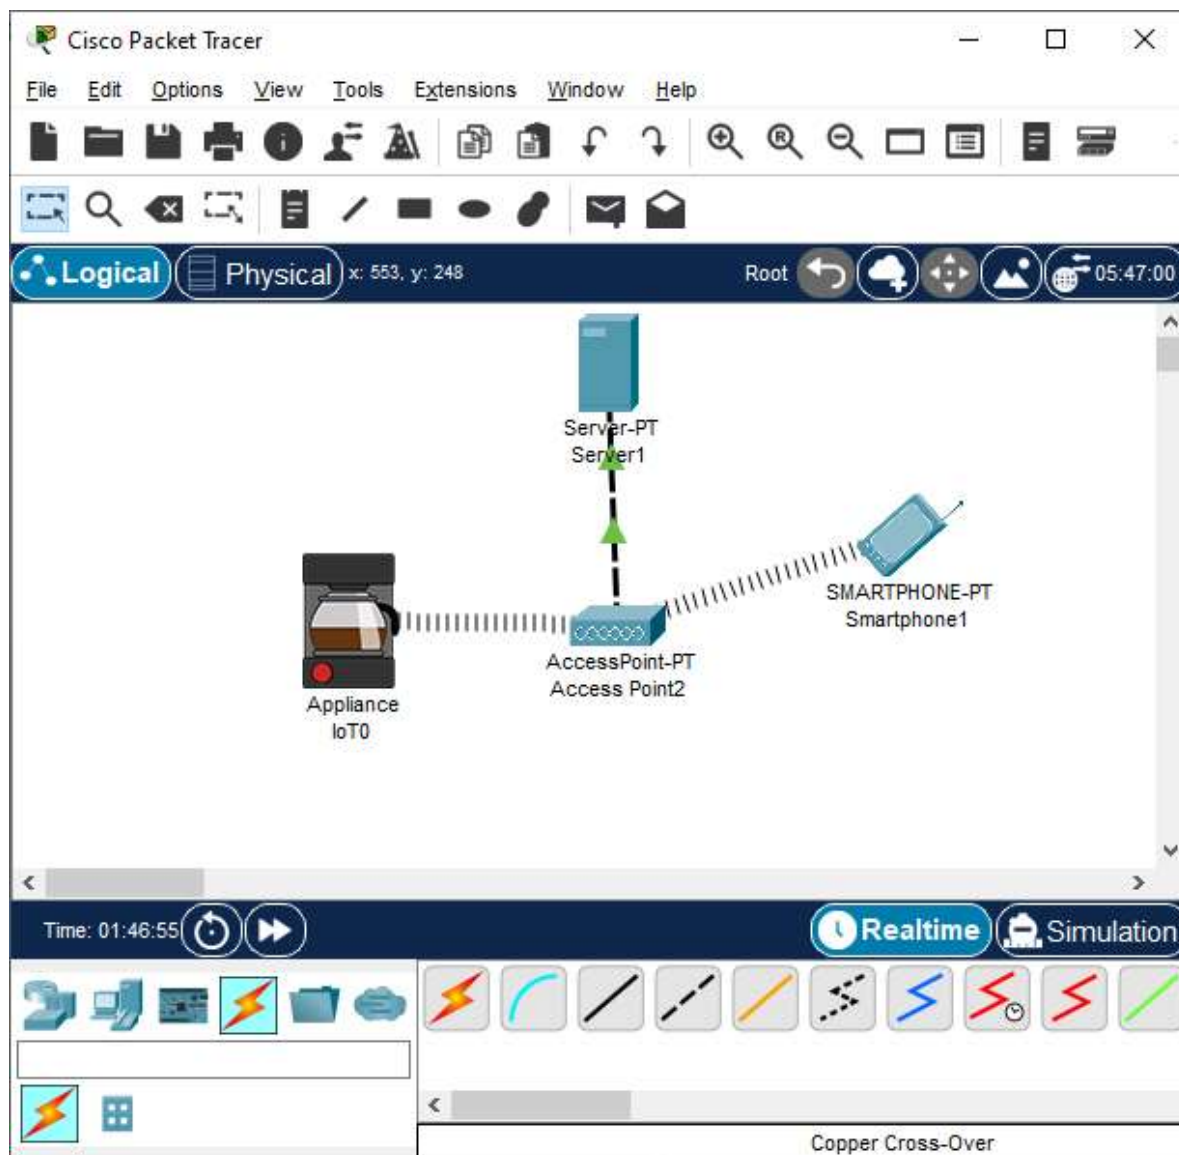 Cisco Packet Tracer
File Edit Options View Tools Extensions Window Help
Logical Physical x: 553, y: 248 Root 05:47:00
Server-PT
Server1
SMARTPHONE-PT
Smartphone1
AccessPoint-PT
Access Point2
Appliance
IoT0
Time: 01:46:55 Realtime Simulation
Copper Cross-Over